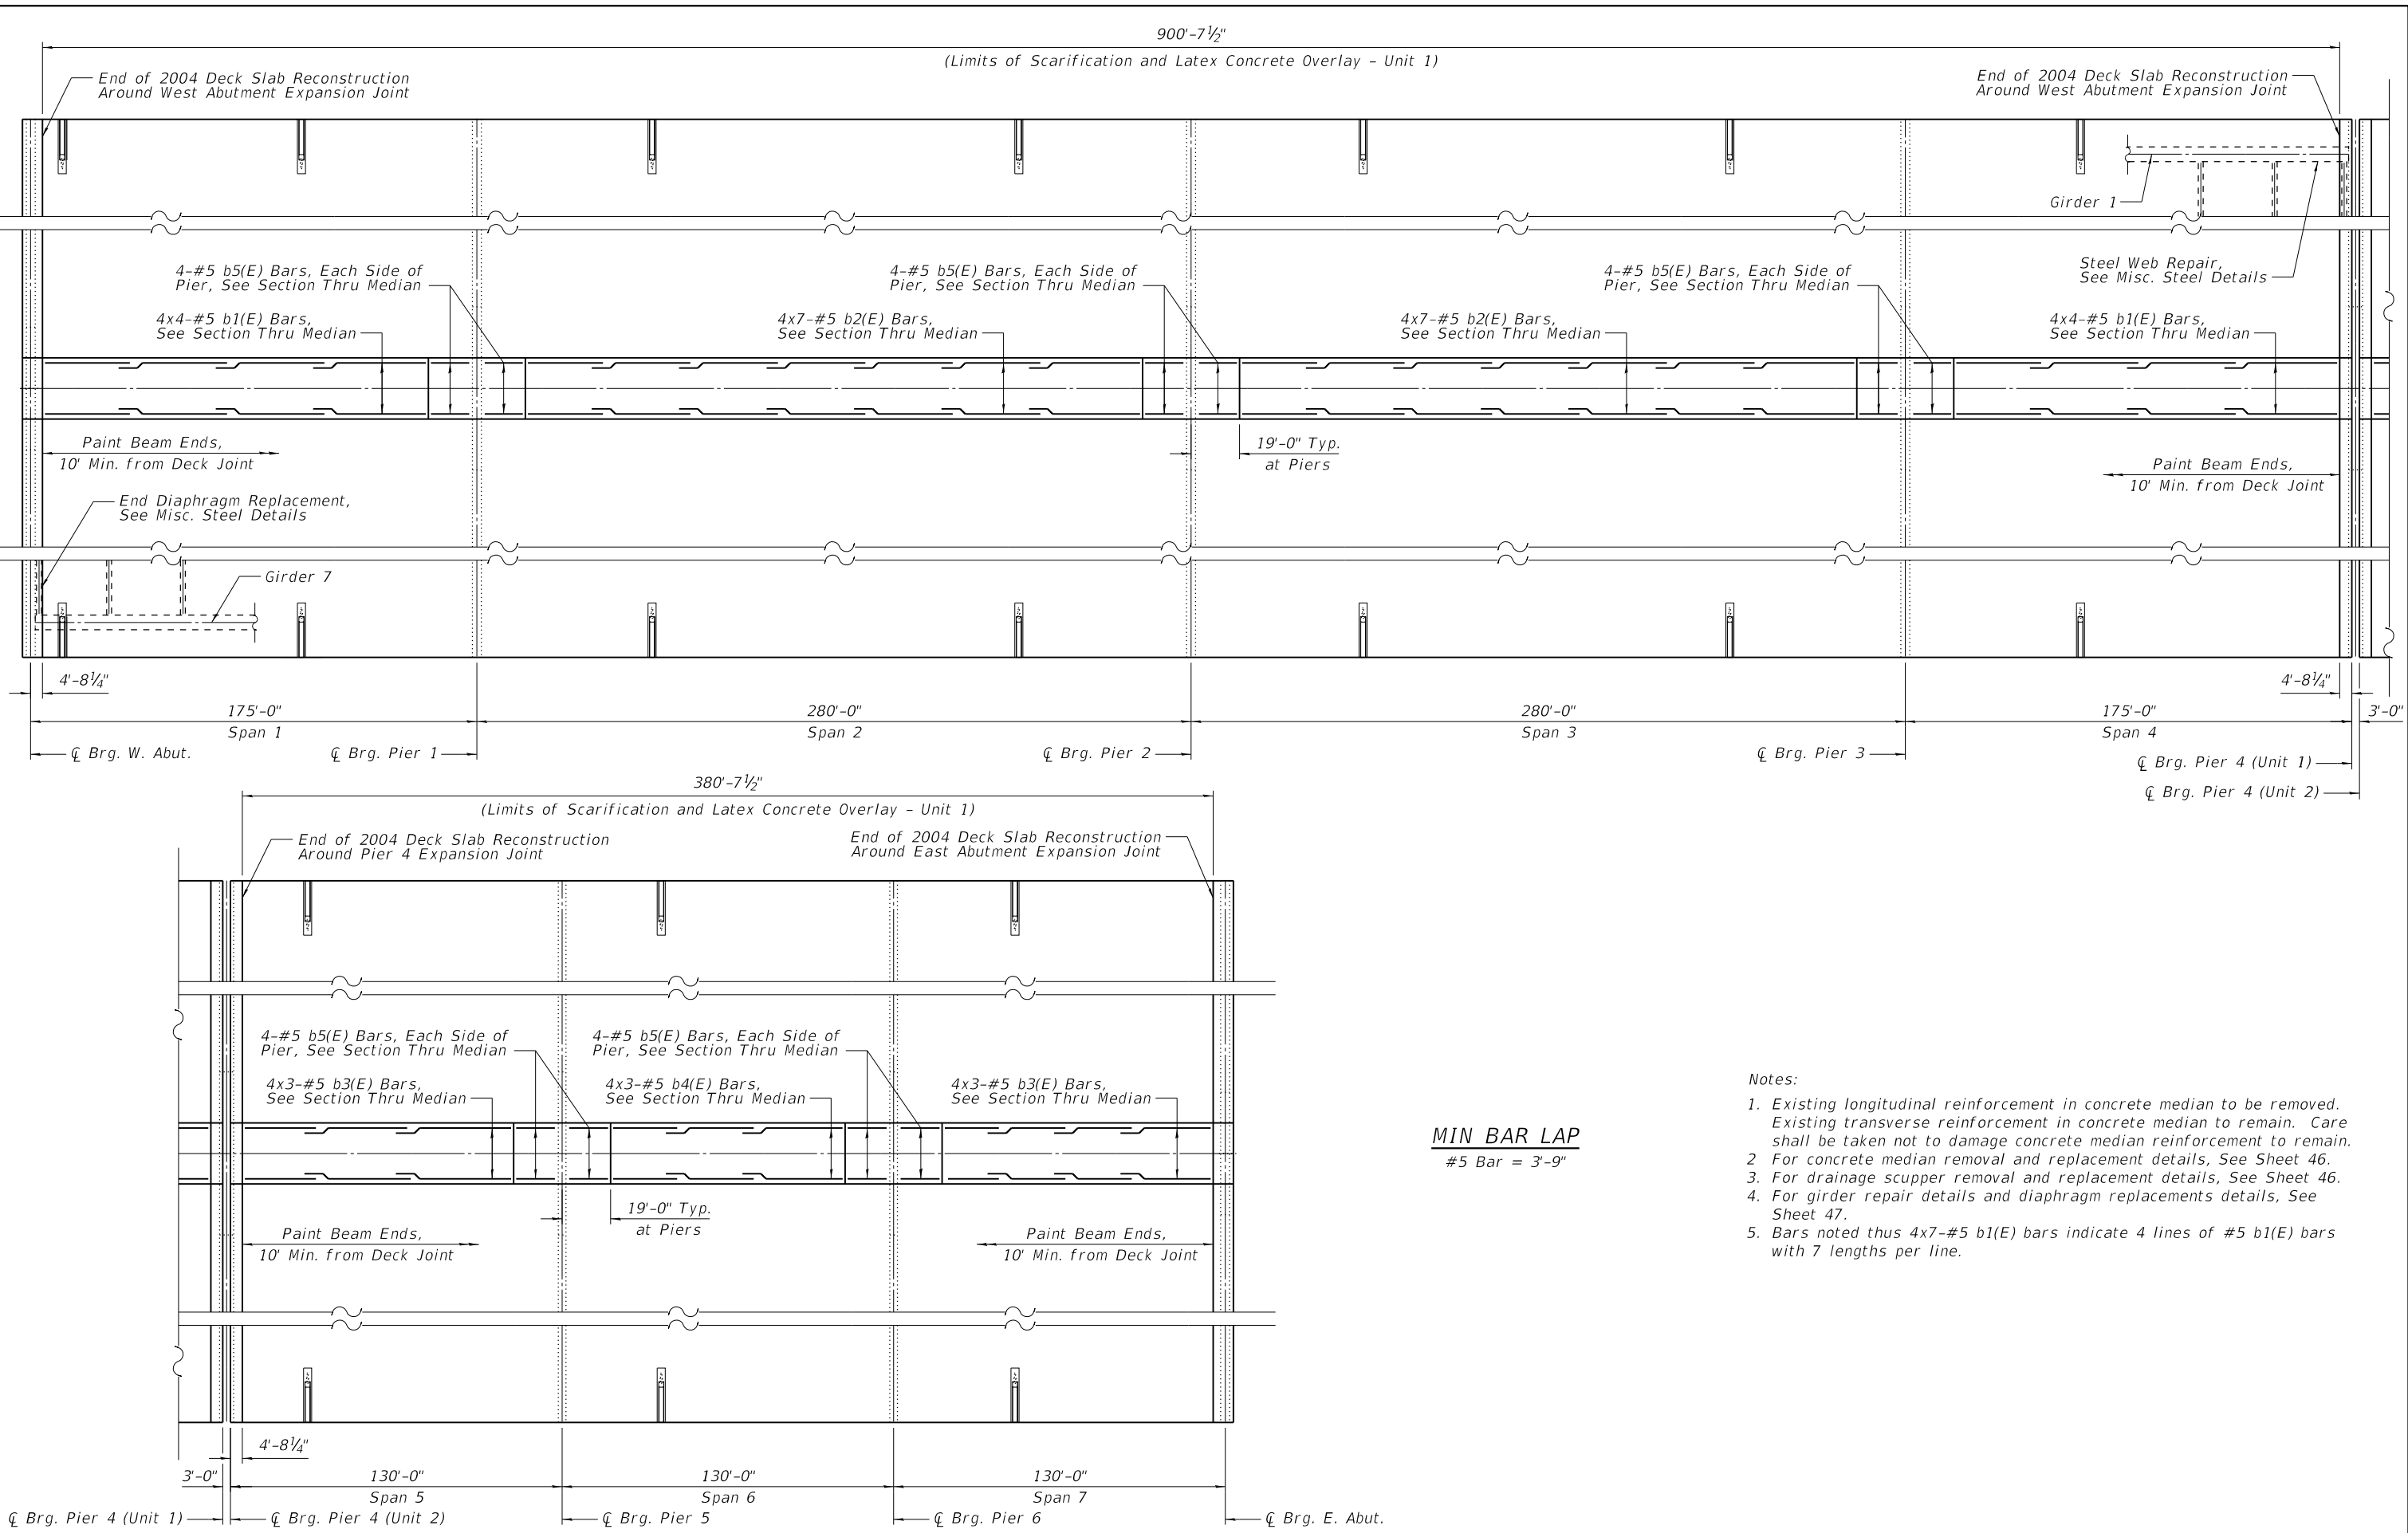 900'-7½"
(Limits of Scarification and Latex Concrete Overlay - Unit 1)
End of 2004 Deck Slab Reconstruction
Around West Abutment Expansion Joint
End of 2004 Deck Slab Reconstruction
Around West Abutment Expansion Joint
Girder 1
4-#5 b5(E) Bars, Each Side of
Pier, See Section Thru Median
4-#5 b5(E) Bars, Each Side of
Pier, See Section Thru Median
4-#5 b5(E) Bars, Each Side of
Pier, See Section Thru Median
Steel Web Repair,
See Misc. Steel Details
4x4-#5 b1(E) Bars,
See Section Thru Median
4x7-#5 b2(E) Bars,
See Section Thru Median
4x7-#5 b2(E) Bars,
See Section Thru Median
4x4-#5 b1(E) Bars,
See Section Thru Median
Paint Beam Ends,
10' Min. from Deck Joint
19'-0" Typ.
at Piers
Paint Beam Ends,
10' Min. from Deck Joint
End Diaphragm Replacement,
See Misc. Steel Details
Girder 7
4'-8¼"
4'-8¼"
175'-0"
Span 1
280'-0"
Span 2
280'-0"
Span 3
175'-0"
Span 4
3'-0"
℄ Brg. W. Abut.
℄ Brg. Pier 1
℄ Brg. Pier 2
℄ Brg. Pier 3
℄ Brg. Pier 4 (Unit 1)
℄ Brg. Pier 4 (Unit 2)
380'-7½"
(Limits of Scarification and Latex Concrete Overlay - Unit 1)
End of 2004 Deck Slab Reconstruction
Around Pier 4 Expansion Joint
End of 2004 Deck Slab Reconstruction
Around East Abutment Expansion Joint
4-#5 b5(E) Bars, Each Side of
Pier, See Section Thru Median
4-#5 b5(E) Bars, Each Side of
Pier, See Section Thru Median
4x3-#5 b3(E) Bars,
See Section Thru Median
4x3-#5 b4(E) Bars,
See Section Thru Median
4x3-#5 b3(E) Bars,
See Section Thru Median
19'-0" Typ.
at Piers
Paint Beam Ends,
10' Min. from Deck Joint
Paint Beam Ends,
10' Min. from Deck Joint
4'-8¼"
3'-0"
130'-0"
Span 5
130'-0"
Span 6
130'-0"
Span 7
℄ Brg. Pier 4 (Unit 1)
℄ Brg. Pier 4 (Unit 2)
℄ Brg. Pier 5
℄ Brg. Pier 6
℄ Brg. E. Abut.
MIN BAR LAP
#5 Bar = 3'-9"
Notes:
1. Existing longitudinal reinforcement in concrete median to be removed.
Existing transverse reinforcement in concrete median to remain. Care
shall be taken not to damage concrete median reinforcement to remain.
2 For concrete median removal and replacement details, See Sheet 46.
3. For drainage scupper removal and replacement details, See Sheet 46.
4. For girder repair details and diaphragm replacements details, See
Sheet 47.
5. Bars noted thus 4x7-#5 b1(E) bars indicate 4 lines of #5 b1(E) bars
with 7 lengths per line.